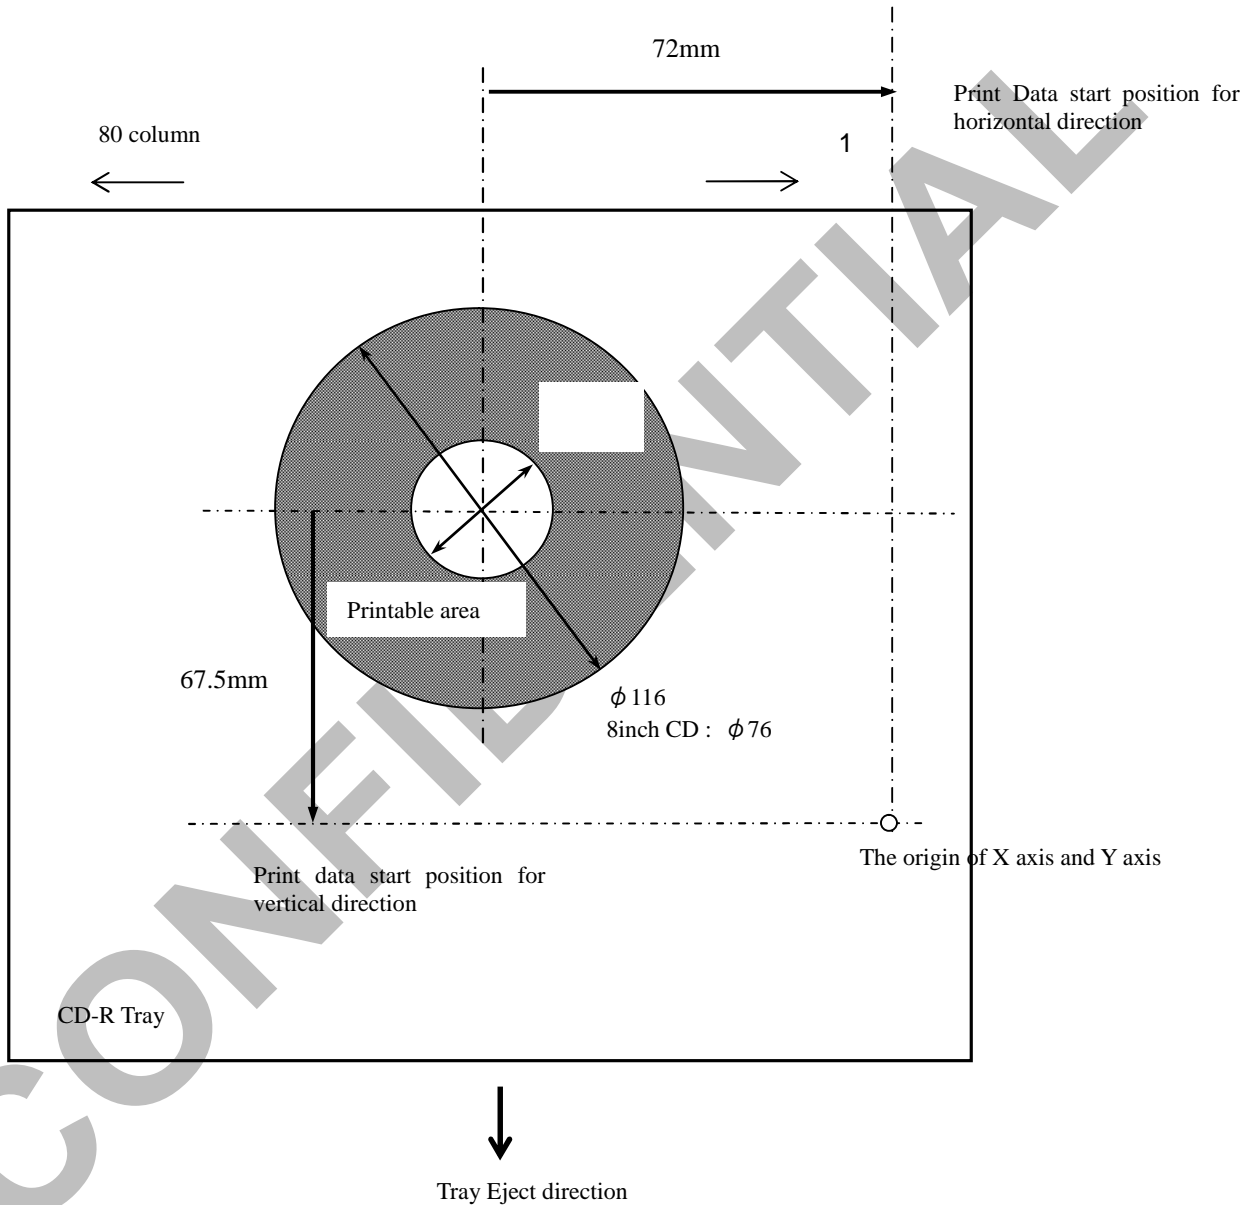 72mm
Print Data start position for
horizontal direction
80 column
1
Printable area
67.5mm
φ116
8inch CD : φ76
The origin of X axis and Y axis
Print data start position for
vertical direction
CD-R Tray
Tray Eject direction
CONFIDENTIAL